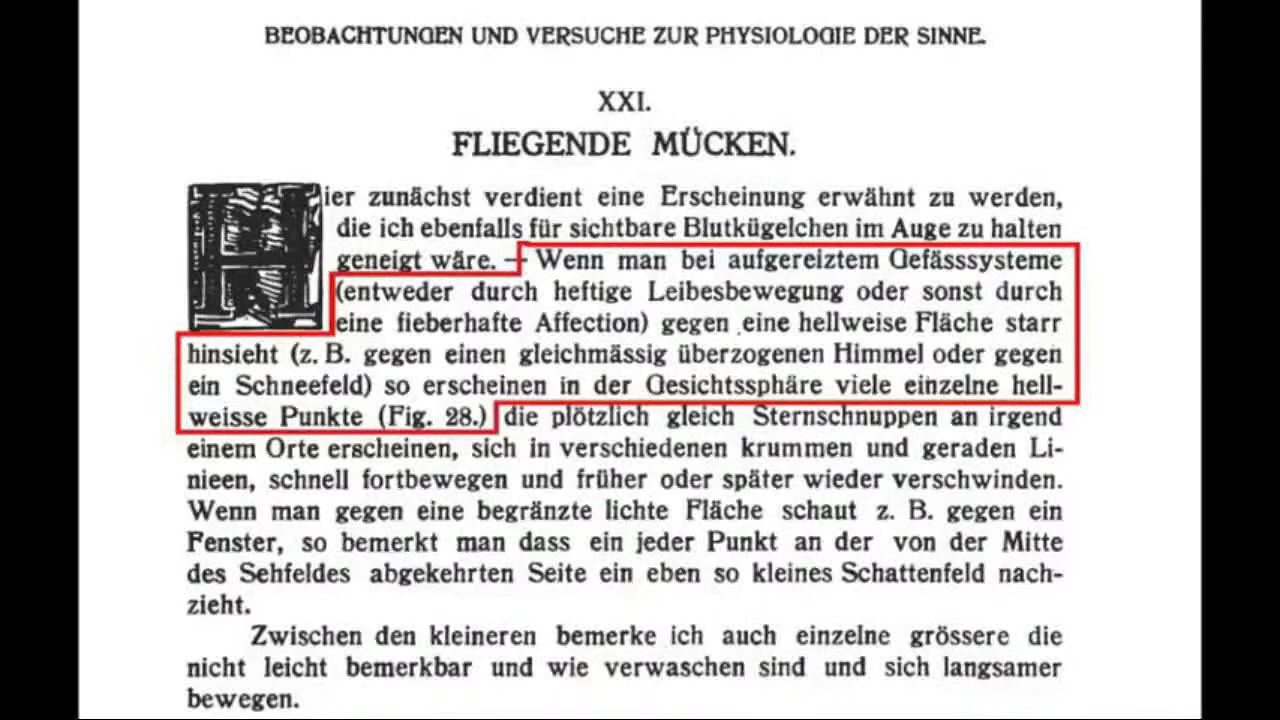 BEOBACHTUNGEN UND VERSUCHE ZUR PHYSIOLOGIE DER SINNE.
XXI.
FLIEGENDE MÜCKEN.
Hier zunächst verdient eine Erscheinung erwähnt zu werden,
die ich ebenfalls für sichtbare Blutkügelchen im Auge zu halten
geneigt wäre. — Wenn man bei aufgereiztem Gefässsysteme
(entweder durch heftige Leibesbewegung oder sonst durch
eine fieberhafte Affection) gegen eine hellweise Fläche starr
hinsieht (z. B. gegen einen gleichmässig überzogenen Himmel oder gegen
ein Schneefeld) so erscheinen in der Gesichtssphäre viele einzelne hell-
weisse Punkte (Fig. 28.) die plötzlich gleich Sternschnuppen an irgend
einem Orte erscheinen, sich in verschiedenen krummen und geraden Li-
nieen, schnell fortbewegen und früher oder später wieder verschwinden.
Wenn man gegen eine begränzte lichte Fläche schaut z. B. gegen ein
Fenster, so bemerkt man dass ein jeder Punkt an der von der Mitte
des Sehfeldes abgekehrten Seite ein eben so kleines Schattenfeld nach-
zieht.
Zwischen den kleineren bemerke ich auch einzelne grössere die
nicht leicht bemerkbar und wie verwaschen sind und sich langsamer
bewegen.